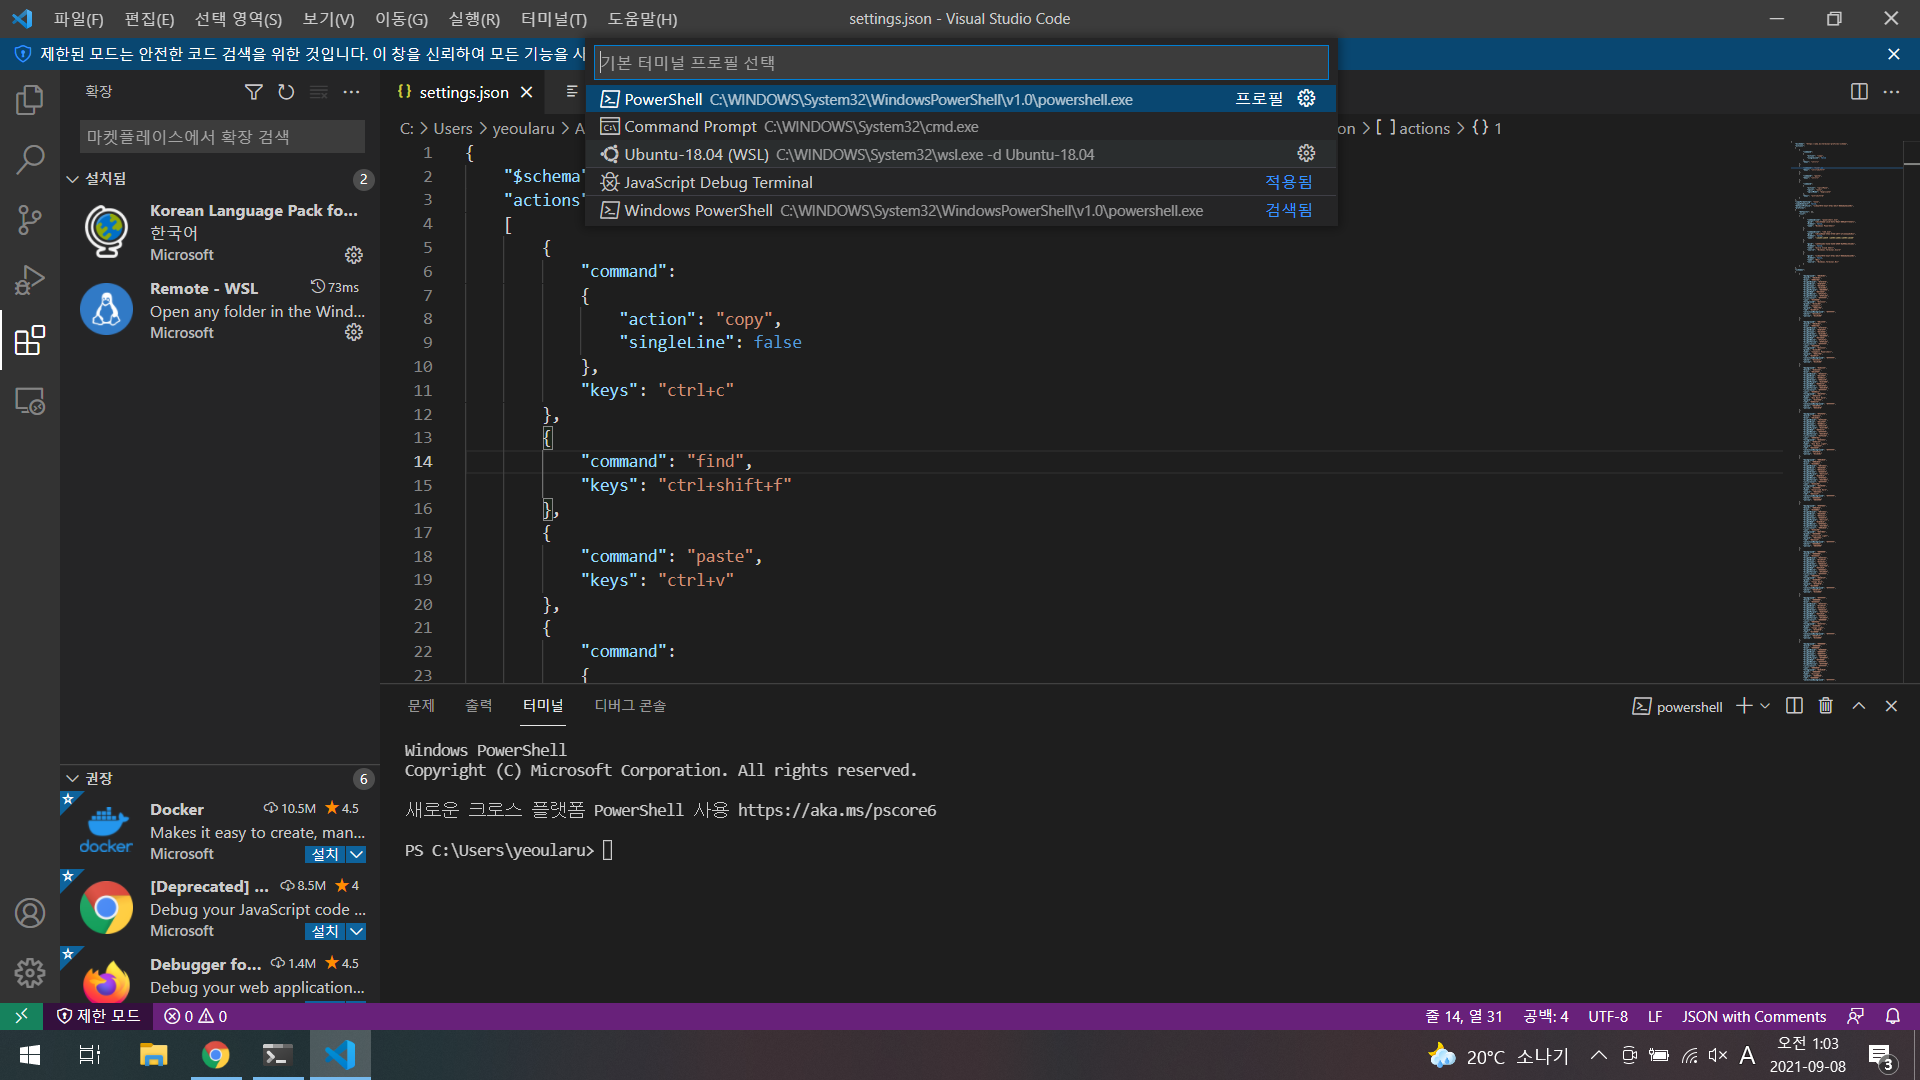 파일(F) 편집(E) 선택 영역(S) 보기(V) 이동(G) 실행(R) 터미널(T) 도움말(H)
settings.json - Visual Studio Code
제한된 모드는 안전한 코드 검색을 위한 것입니다. 이 창을 신뢰하여 모든 기능을 사
기본 터미널 프로필 선택
PowerShell C:\WINDOWS\System32\WindowsPowerShell\v1.0\powershell.exe 프로필
Command Prompt C:\WINDOWS\System32\cmd.exe
Ubuntu-18.04 (WSL) C:\WINDOWS\System32\wsl.exe -d Ubuntu-18.04
JavaScript Debug Terminal 적용됨
Windows PowerShell C:\WINDOWS\System32\WindowsPowerShell\v1.0\powershell.exe 검색됨
확장
마켓플레이스에서 확장 검색
설치됨 2
Korean Language Pack fo...
한국어
Microsoft
Remote - WSL 73ms
Open any folder in the Wind...
Microsoft
권장 6
Docker 10.5M 4.5
Makes it easy to create, man...
docker
Microsoft 설치
[Deprecated] ... 8.5M 4
Debug your JavaScript code ...
Microsoft 설치
Debugger fo... 1.4M 4.5
Debug your web application...
{} settings.json
C: > Users > yeoularu > A on > [ ] actions > {} 1
1 {
2 "$schema"
3 "actions"
4 [
5 {
6 "command":
7 {
8 "action": "copy",
9 "singleLine": false
10 },
11 "keys": "ctrl+c"
12 },
13 {
14 "command": "find",
15 "keys": "ctrl+shift+f"
16 },
17 {
18 "command": "paste",
19 "keys": "ctrl+v"
20 },
21 {
22 "command":
23 {
문제 출력 터미널 디버그 콘솔
powershell
Windows PowerShell
Copyright (C) Microsoft Corporation. All rights reserved.
새로운 크로스 플랫폼 PowerShell 사용 https://aka.ms/pscore6
PS C:\Users\yeoularu>
제한 모드 0 0
줄 14, 열 31 공백: 4 UTF-8 LF JSON with Comments
20°C 소나기 A
오전 1:03
2021-09-08
3